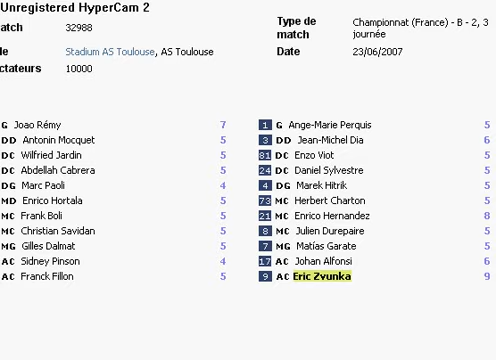 Unregistered HyperCam 2
atch 32988 Type de match Championnat (France) - B - 2, 3 journée
le Stadium AS Toulouse, AS Toulouse Date 23/06/2007
ctateurs 10000
G Joao Rémy 7 1 G Ange-Marie Perquis 5
DD Antonin Mocquet 5 3 DD Jean-Michel Dia 6
DC Wilfried Jardin 5 81 DC Enzo Viot 5
DC Abdellah Cabrera 5 24 DC Daniel Sylvestre 5
DG Marc Paoli 4 4 DG Marek Hitrik 5
MD Enrico Hortala 5 73 MC Herbert Charton 5
MC Frank Boli 5 21 MC Enrico Hernandez 8
MC Christian Savidan 5 8 MC Julien Durepaire 5
MG Gilles Dalmat 5 7 MG Matías Garate 5
AC Sidney Pinson 4 17 AC Johan Alfonsi 6
AC Franck Fillon 5 9 AC Eric Zvunka 9